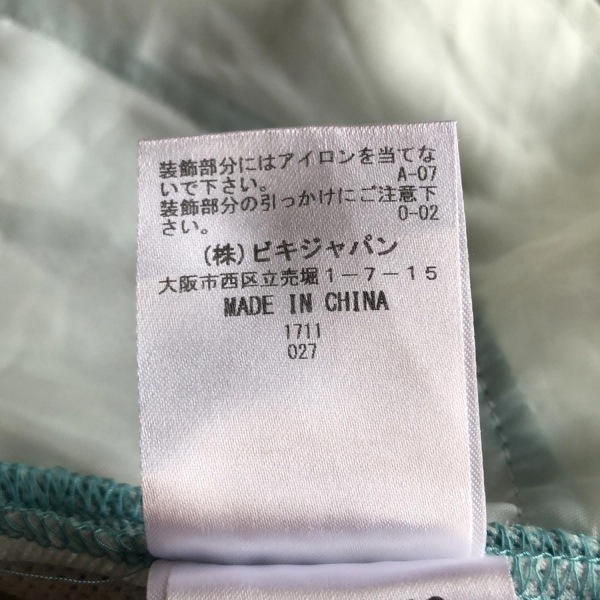 装飾部分にはアイロンを当てな
いで下さい。 A-07
装飾部分の引っかけにご注意下
さい。 0-02
(株)ビキジャパン
大阪市西区立売堀1-7-15
MADE IN CHINA
1711
027